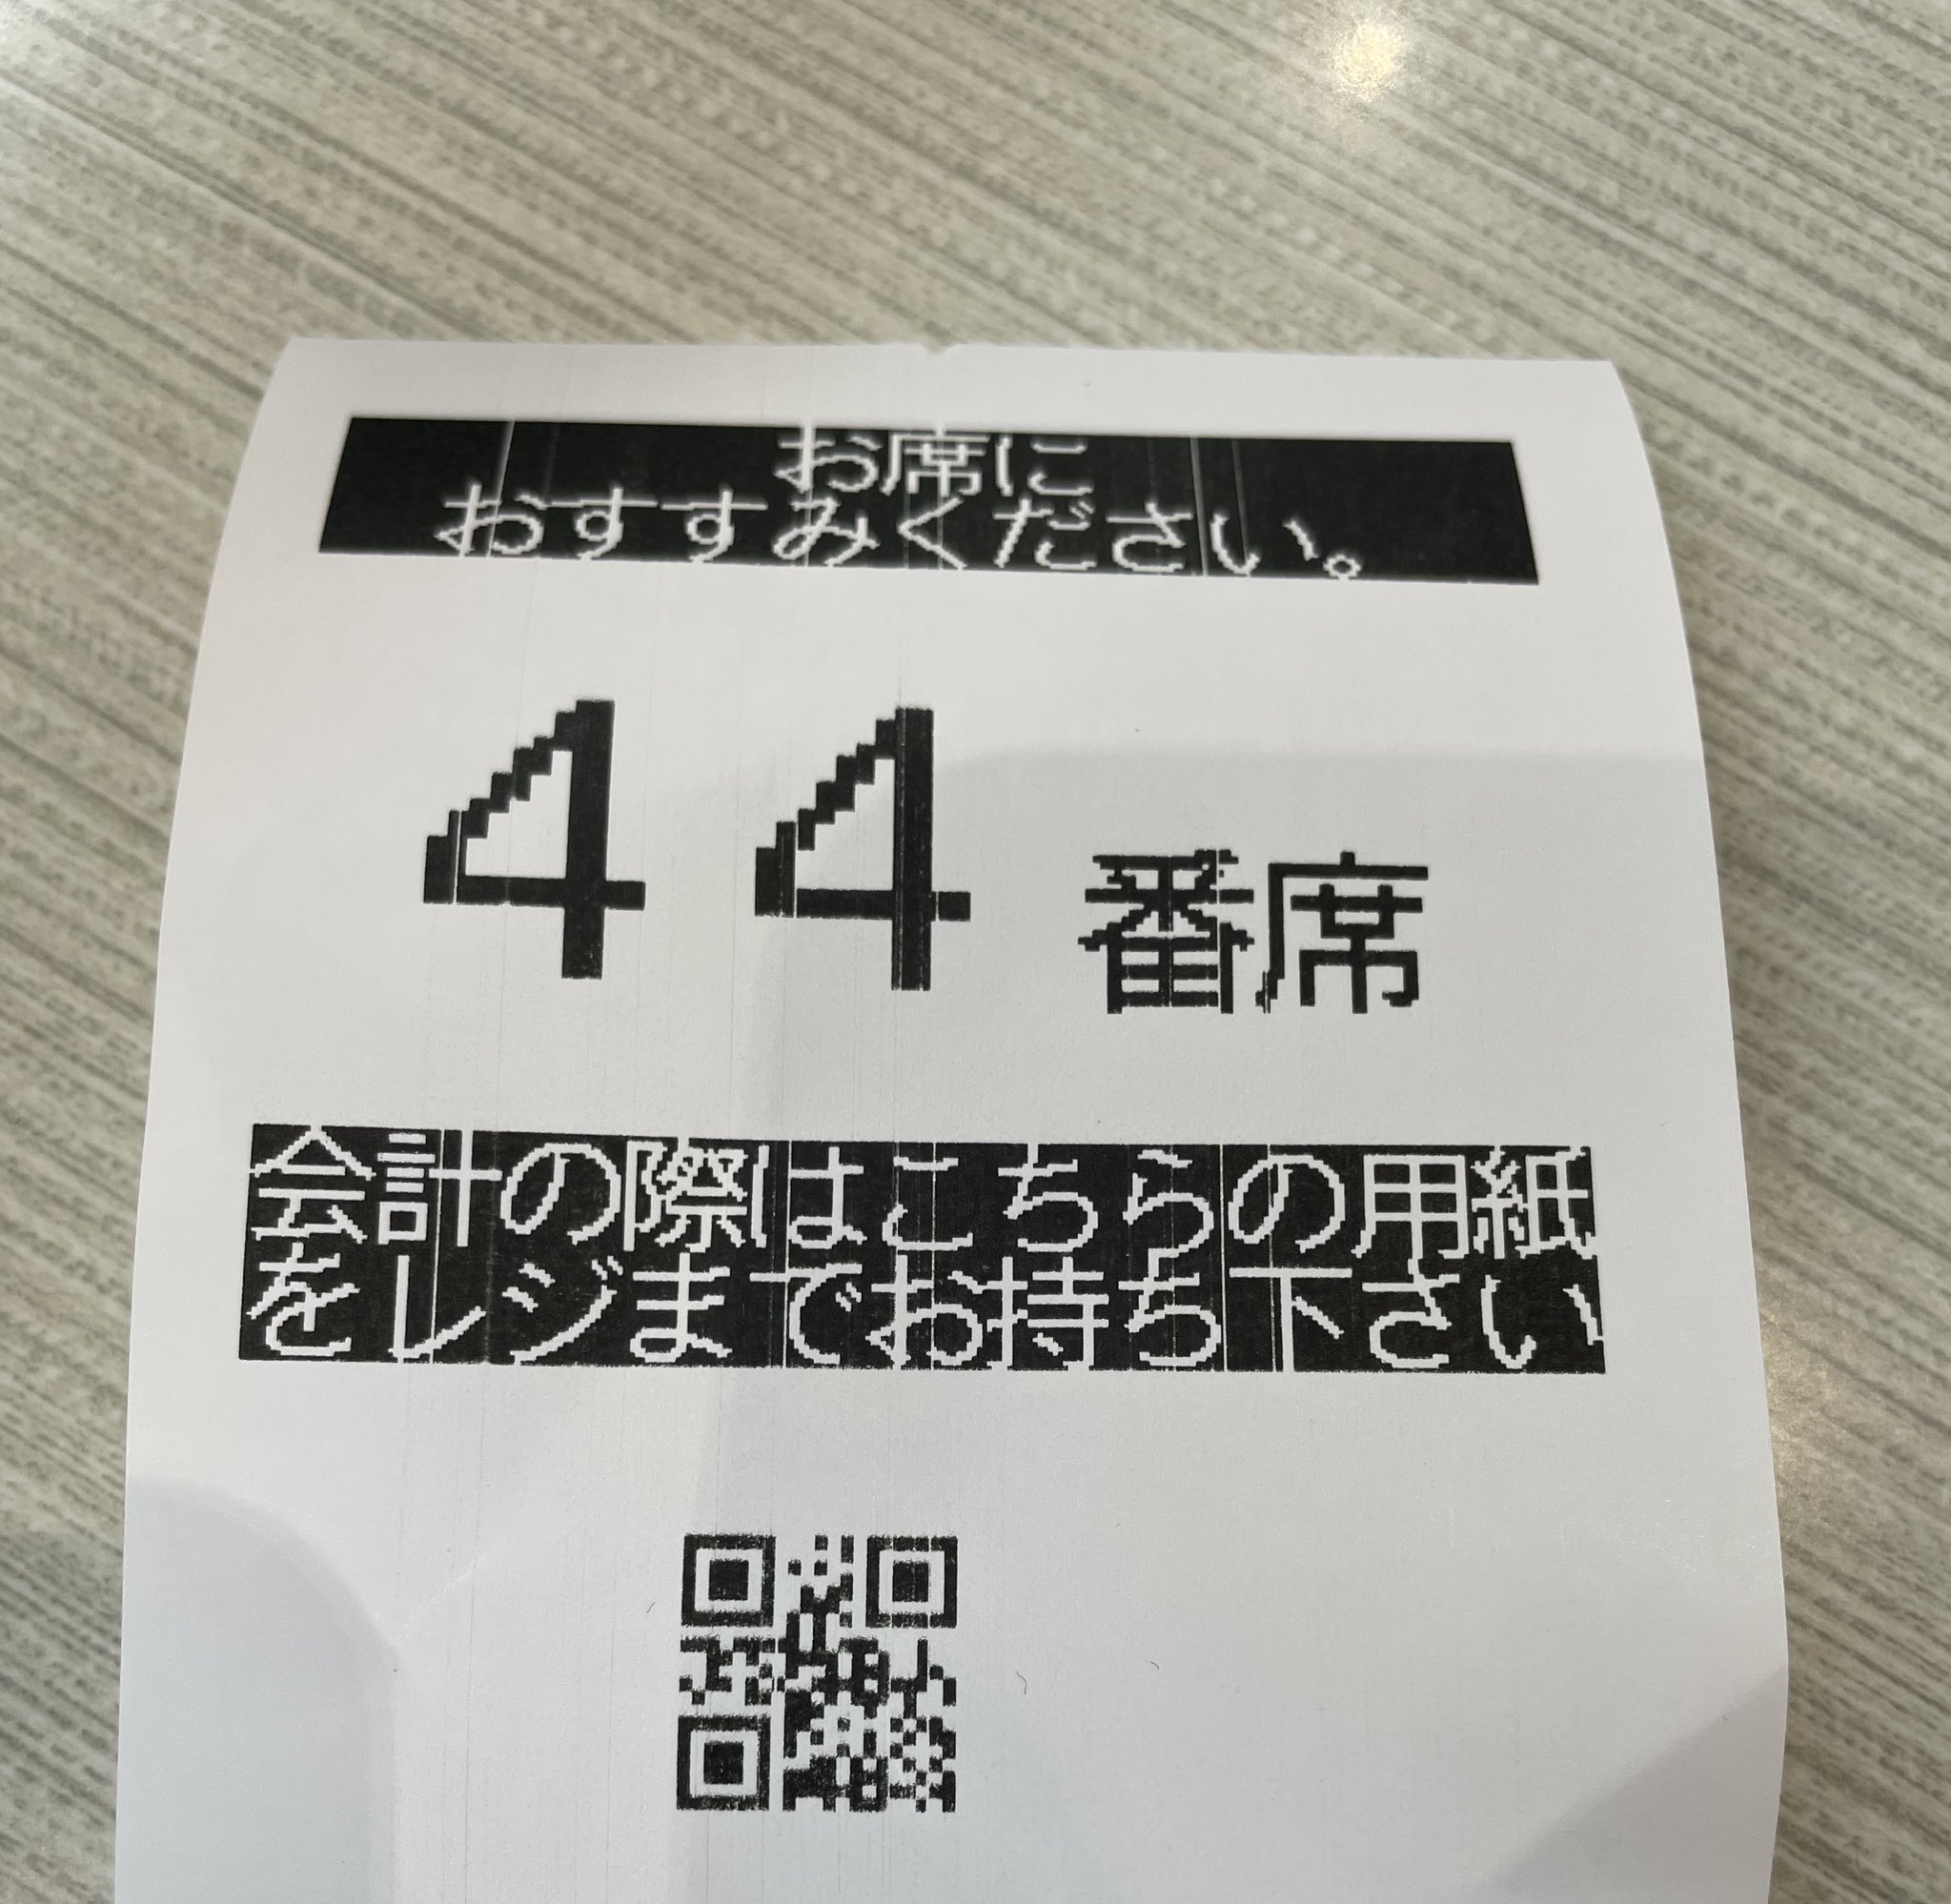 お席に
おすすみください。
44 番席
会計の際はこちらの用紙
をレジまでお持ち下さい